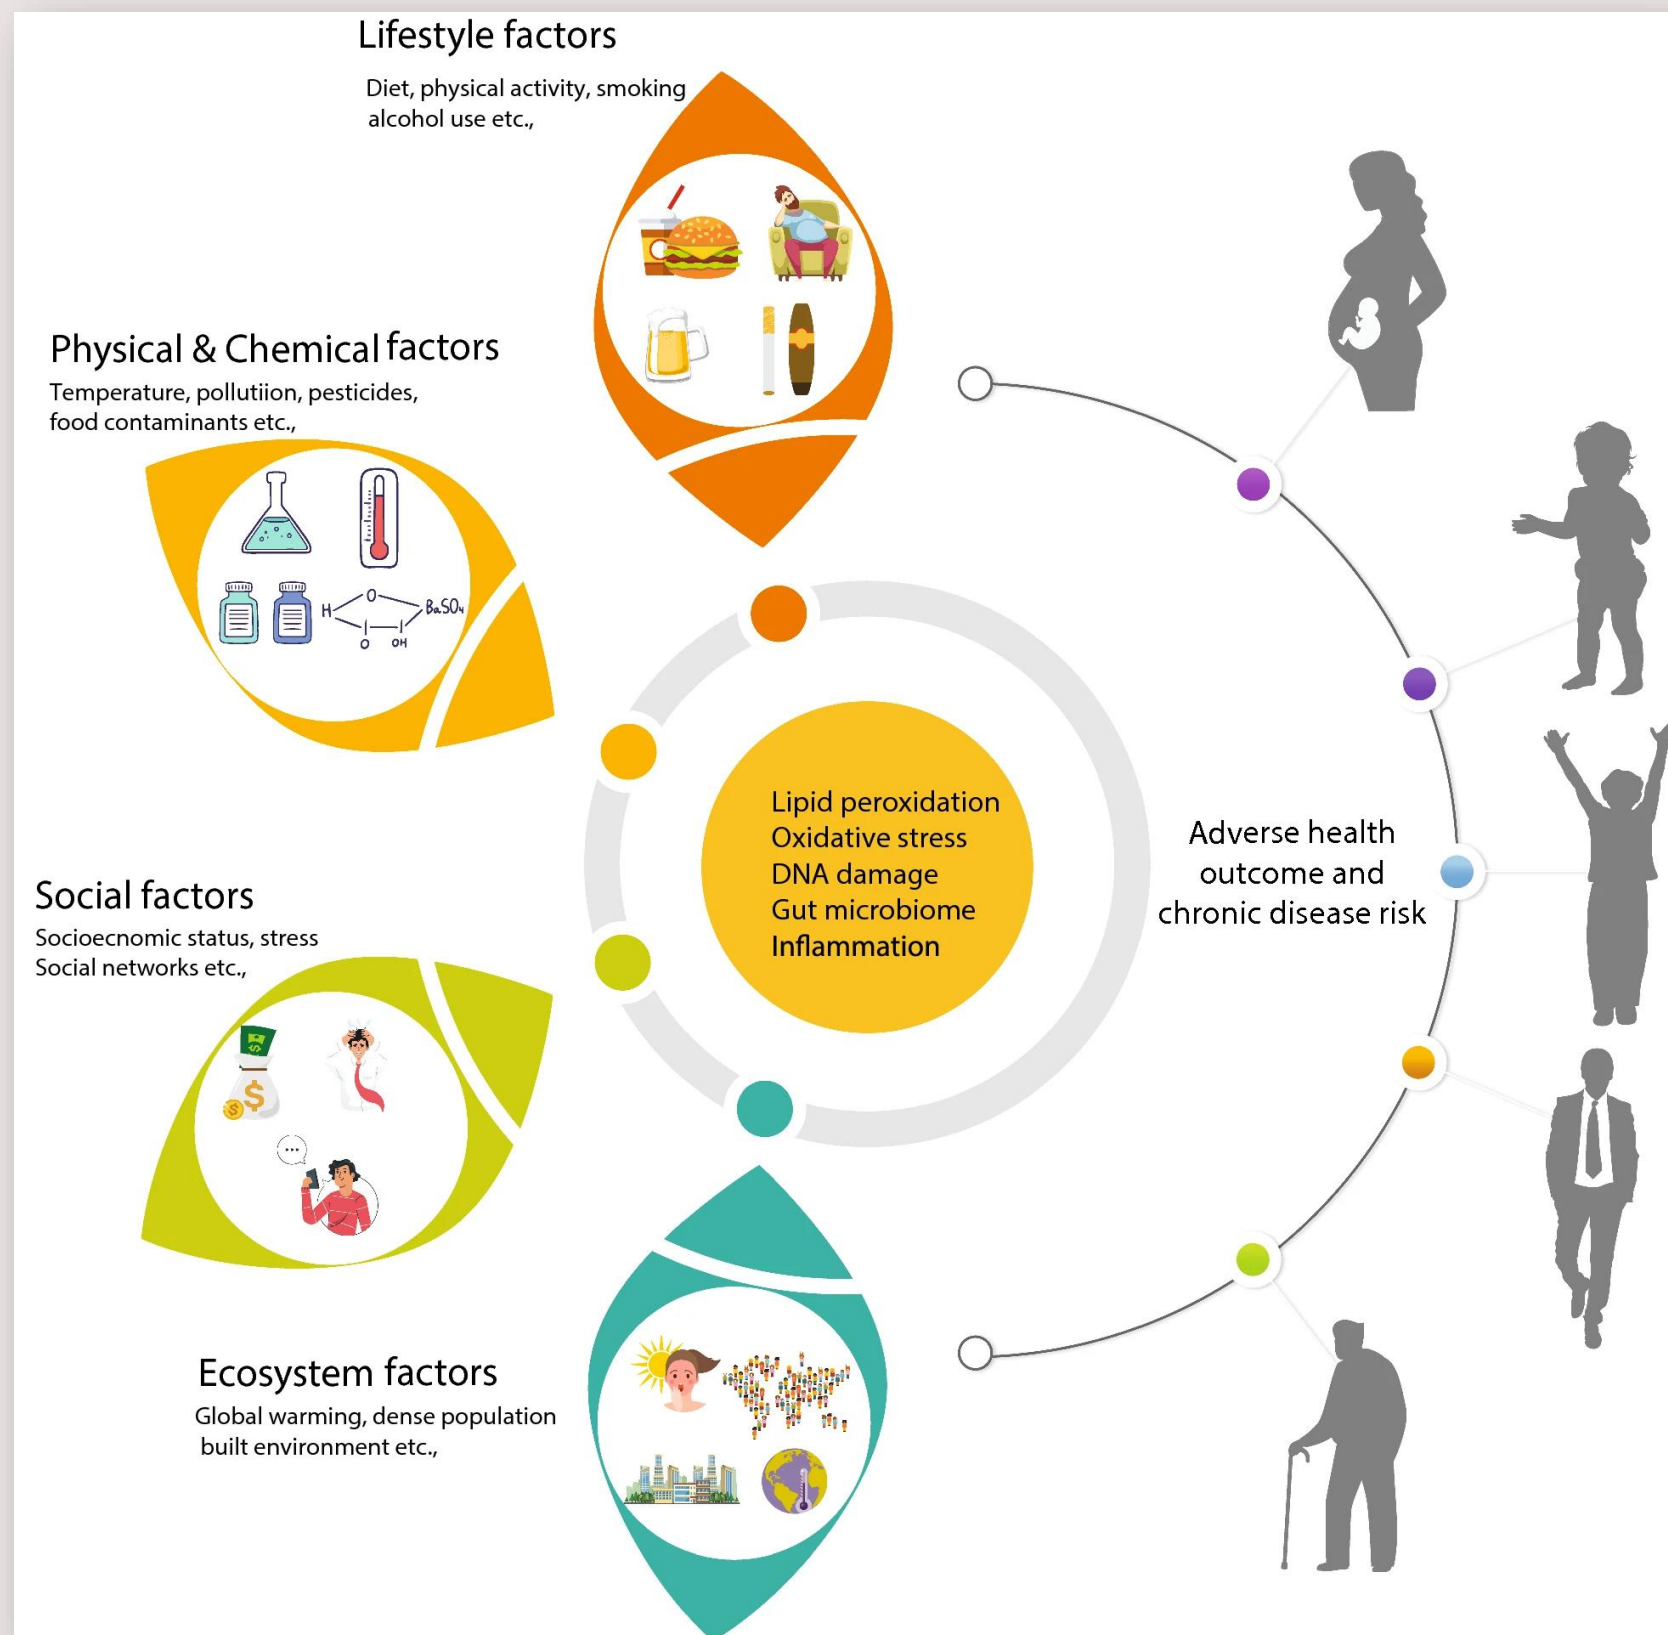 Lifestyle factors
Diet, physical activity, smoking
alcohol use etc.,
Physical & Chemical factors
Temperature, pollutiion, pesticides,
food contaminants etc.,
H
O
BaSO4
O
OH
Lipid peroxidation
Oxidative stress
DNA damage
Gut microbiome
Inflammation
Adverse health
outcome and
chronic disease risk
Social factors
Socioecnomic status, stress
Social networks etc.,
$
$
$
...
Ecosystem factors
Global warming, dense population
built environment etc.,